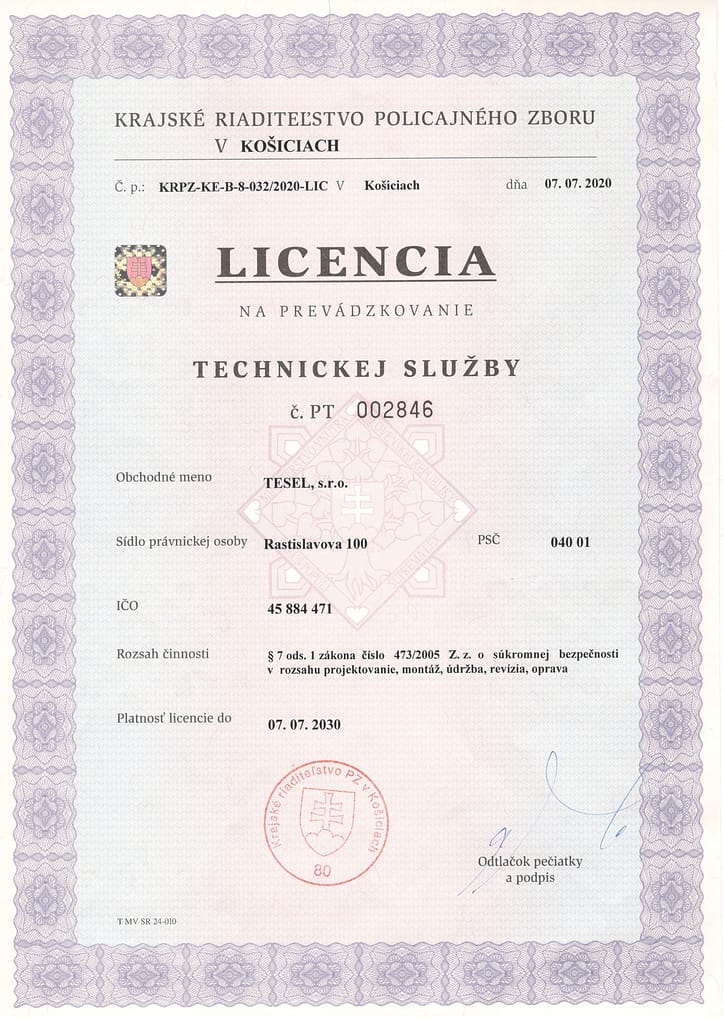 KRAJSKÉ RIADITEĽSTVO POLICAJNÉHO ZBORU
V KOŠICIACH
Č. p.: KRPZ-KE-B-8-032/2020-LIC V Košiciach dňa 07. 07. 2020
LICENCIA
NA PREVÁDZKOVANIE
TECHNICKEJ SLUŽBY
č. PT 002846
Obchodné meno TESEL, s.r.o.
Sídlo právnickej osoby Rastislavova 100 PSČ 040 01
IČO 45 884 471
Rozsah činnosti § 7 ods. 1 zákona číslo 473/2005 Z. z. o súkromnej bezpečnosti
v rozsahu projektovanie, montáž, údržba, revízia, oprava
Platnosť licencie do 07. 07. 2030
Krajské riaditeľstvo PZ v Košiciach
80
Odtlačok pečiatky
a podpis
T MV SR 24-010